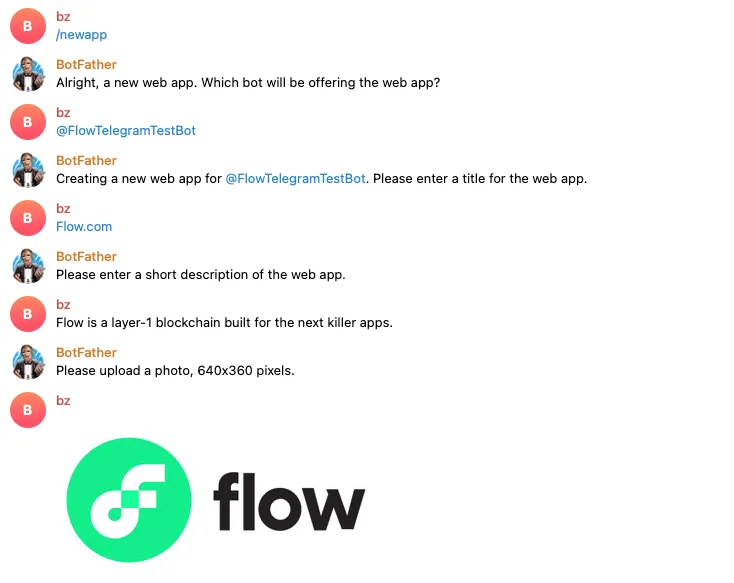 B
bz
/newapp
BotFather
Alright, a new web app. Which bot will be offering the web app?
B
bz
@FlowTelegramTestBot
BotFather
Creating a new web app for @FlowTelegramTestBot. Please enter a title for the web app.
B
bz
Flow.com
BotFather
Please enter a short description of the web app.
B
bz
Flow is a layer-1 blockchain built for the next killer apps.
BotFather
Please upload a photo, 640x360 pixels.
B
bz
flow